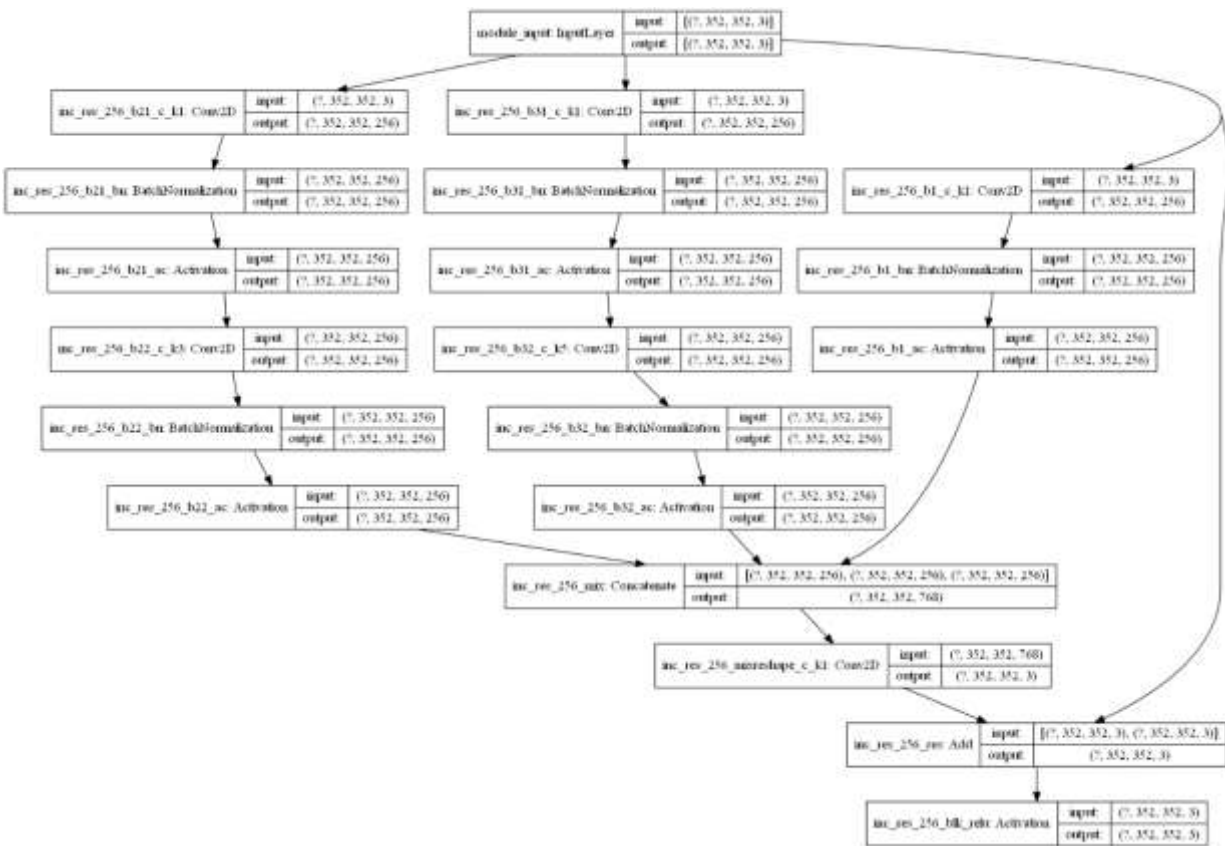 module_input: InputLayer input: [(?, 352, 352, 3)]
output: [(?, 352, 352, 3)]
inc_res_256_b21_c_k1: Conv2D input: (?, 352, 352, 3)
output: (?, 352, 352, 256)
inc_res_256_b31_c_k1: Conv2D input: (?, 352, 352, 3)
output: (?, 352, 352, 256)
inc_res_256_b21_bn: BatchNormalization input: (?, 352, 352, 256)
output: (?, 352, 352, 256)
inc_res_256_b31_bn: BatchNormalization input: (?, 352, 352, 256)
output: (?, 352, 352, 256)
inc_res_256_b1_c_k1: Conv2D input: (?, 352, 352, 3)
output: (?, 352, 352, 256)
inc_res_256_b21_ac: Activation input: (?, 352, 352, 256)
output: (?, 352, 352, 256)
inc_res_256_b31_ac: Activation input: (?, 352, 352, 256)
output: (?, 352, 352, 256)
inc_res_256_b1_bn: BatchNormalization input: (?, 352, 352, 256)
output: (?, 352, 352, 256)
inc_res_256_b22_c_k3: Conv2D input: (?, 352, 352, 256)
output: (?, 352, 352, 256)
inc_res_256_b32_c_k5: Conv2D input: (?, 352, 352, 256)
output: (?, 352, 352, 256)
inc_res_256_b1_ac: Activation input: (?, 352, 352, 256)
output: (?, 352, 352, 256)
inc_res_256_b22_bn: BatchNormalization input: (?, 352, 352, 256)
output: (?, 352, 352, 256)
inc_res_256_b32_bn: BatchNormalization input: (?, 352, 352, 256)
output: (?, 352, 352, 256)
inc_res_256_b22_ac: Activation input: (?, 352, 352, 256)
output: (?, 352, 352, 256)
inc_res_256_b32_ac: Activation input: (?, 352, 352, 256)
output: (?, 352, 352, 256)
inc_res_256_mix: Concatenate input: [(?, 352, 352, 256), (?, 352, 352, 256), (?, 352, 352, 256)]
output: (?, 352, 352, 768)
inc_res_256_mixreshape_c_k1: Conv2D input: (?, 352, 352, 768)
output: (?, 352, 352, 3)
inc_res_256_res: Add input: [(?, 352, 352, 3), (?, 352, 352, 3)]
output: (?, 352, 352, 3)
inc_res_256_blk_relu: Activation input: (?, 352, 352, 3)
output: (?, 352, 352, 3)